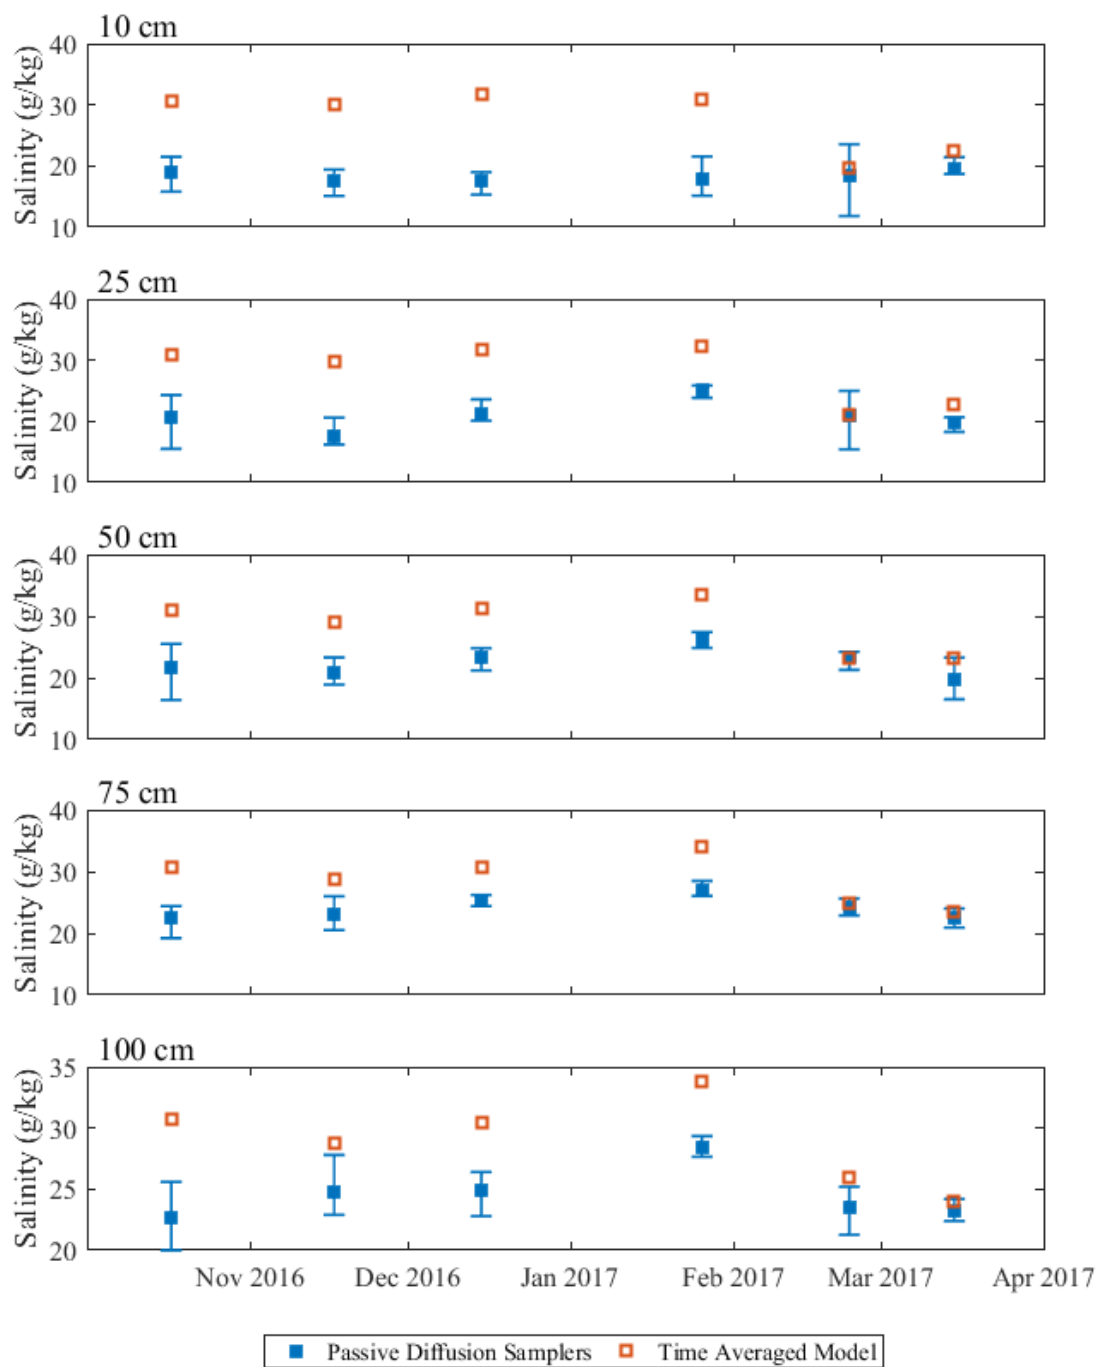 10 cm
40
30
20
10
Salinity (g/kg)
25 cm
40
30
20
10
Salinity (g/kg)
50 cm
40
30
20
10
Salinity (g/kg)
75 cm
40
30
20
10
Salinity (g/kg)
100 cm
35
30
25
20
Salinity (g/kg)
Nov 2016 Dec 2016 Jan 2017 Feb 2017 Mar 2017 Apr 2017
Passive Diffusion Samplers Time Averaged Model